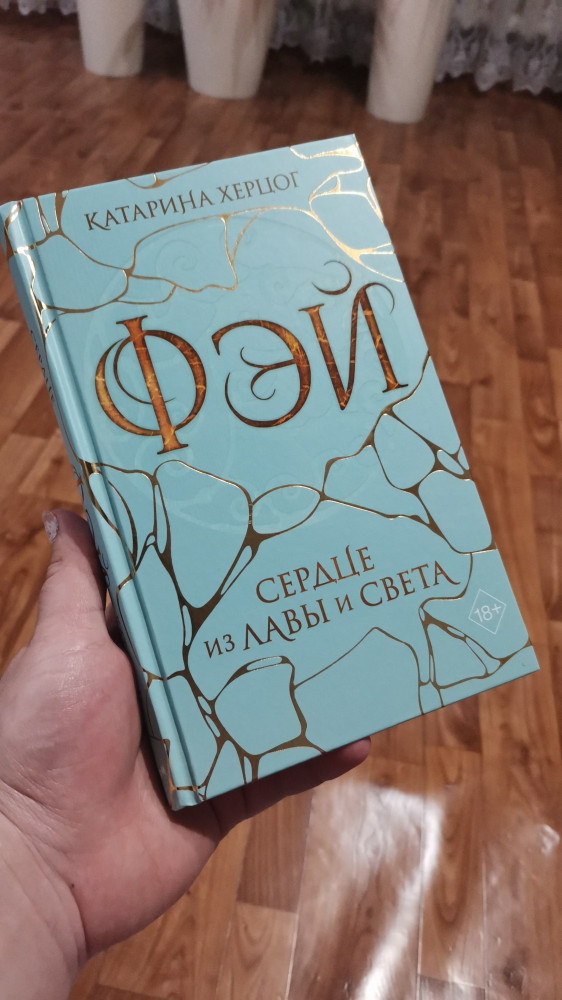 КАТАРИНА ХЕРЦОГ
ФЭЙ
СЕРДЦЕ
ИЗ ЛАВЫ И СВЕТА
18+